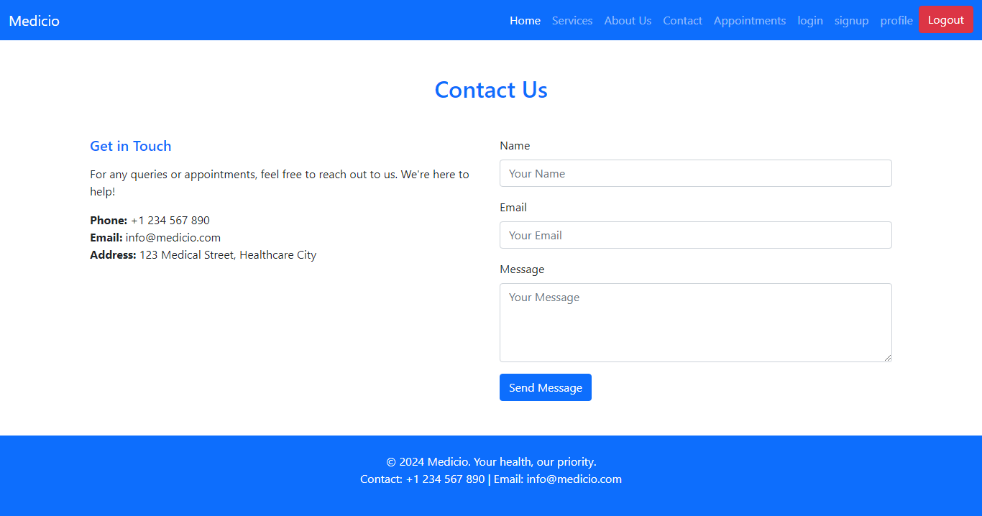 Medicio
Home Services About Us Contact Appointments login signup profile Logout
Contact Us
Get in Touch
For any queries or appointments, feel free to reach out to us. We're here to
help!
Phone: +1 234 567 890
Email: info@medicio.com
Address: 123 Medical Street, Healthcare City
Name
Your Name
Email
Your Email
Message
Your Message
Send Message
© 2024 Medicio. Your health, our priority.
Contact: +1 234 567 890 | Email: info@medicio.com